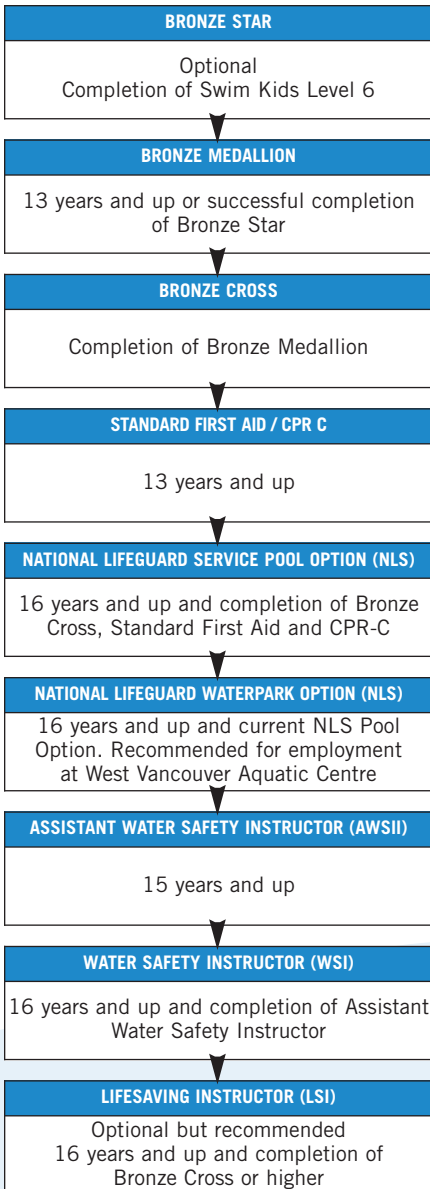 BRONZE STAR
Optional
Completion of Swim Kids Level 6
BRONZE MEDALLION
13 years and up or successful completion
of Bronze Star
BRONZE CROSS
Completion of Bronze Medallion
STANDARD FIRST AID / CPR C
13 years and up
NATIONAL LIFEGUARD SERVICE POOL OPTION (NLS)
16 years and up and completion of Bronze
Cross, Standard First Aid and CPR-C
NATIONAL LIFEGUARD WATERPARK OPTION (NLS)
16 years and up and current NLS Pool
Option. Recommended for employment
at West Vancouver Aquatic Centre
ASSISTANT WATER SAFETY INSTRUCTOR (AWSII)
15 years and up
WATER SAFETY INSTRUCTOR (WSI)
16 years and up and completion of Assistant
Water Safety Instructor
LIFESAVING INSTRUCTOR (LSI)
Optional but recommended
16 years and up and completion of
Bronze Cross or higher